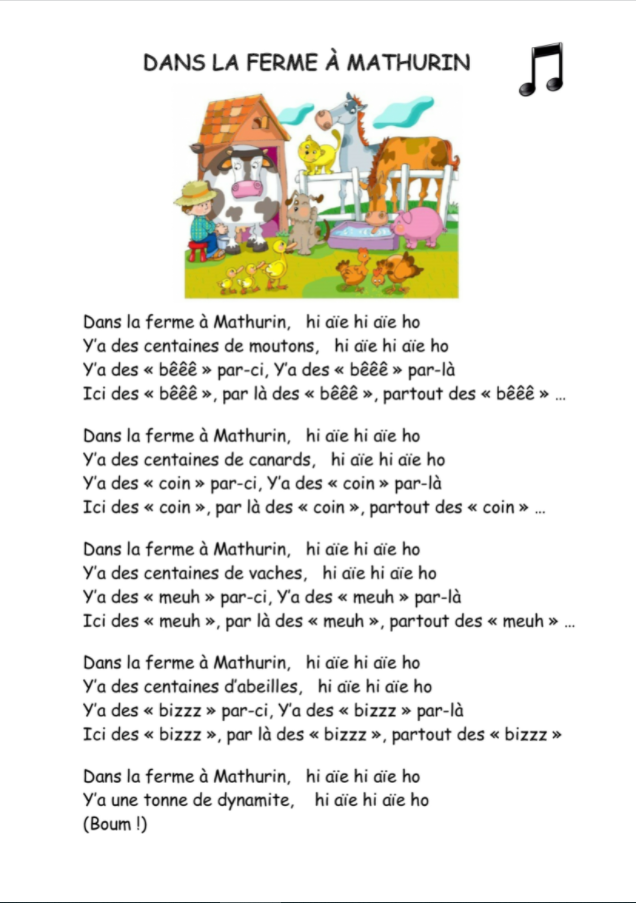 DANS LA FERME À MATHURIN
Dans la ferme à Mathurin, hi aïe hi aïe ho
Y'a des centaines de moutons, hi aïe hi aïe ho
Y'a des « bêêê » par-ci, Y'a des « bêêê » par-là
Ici des « bêêê », par là des « bêêê », partout des « bêêê » ...
Dans la ferme à Mathurin, hi aïe hi aïe ho
Y'a des centaines de canards, hi aïe hi aïe ho
Y'a des « coin » par-ci, Y'a des « coin » par-là
Ici des « coin », par là des « coin », partout des « coin » ...
Dans la ferme à Mathurin, hi aïe hi aïe ho
Y'a des centaines de vaches, hi aïe hi aïe ho
Y'a des « meuh » par-ci, Y'a des « meuh » par-là
Ici des « meuh », par là des « meuh », partout des « meuh » ...
Dans la ferme à Mathurin, hi aïe hi aïe ho
Y'a des centaines d'abeilles, hi aïe hi aïe ho
Y'a des « bizzz » par-ci, Y'a des « bizzz » par-là
Ici des « bizzz », par là des « bizzz », partout des « bizzz »
Dans la ferme à Mathurin, hi aïe hi aïe ho
Y'a une tonne de dynamite, hi aïe hi aïe ho
(Boum !)